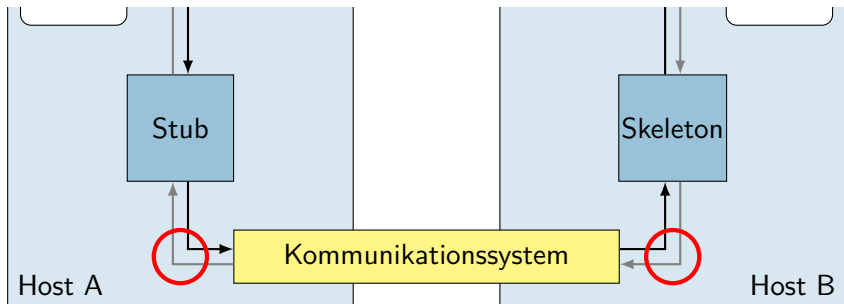 Stub
Skeleton
Kommunikationssystem
Host A
Host B